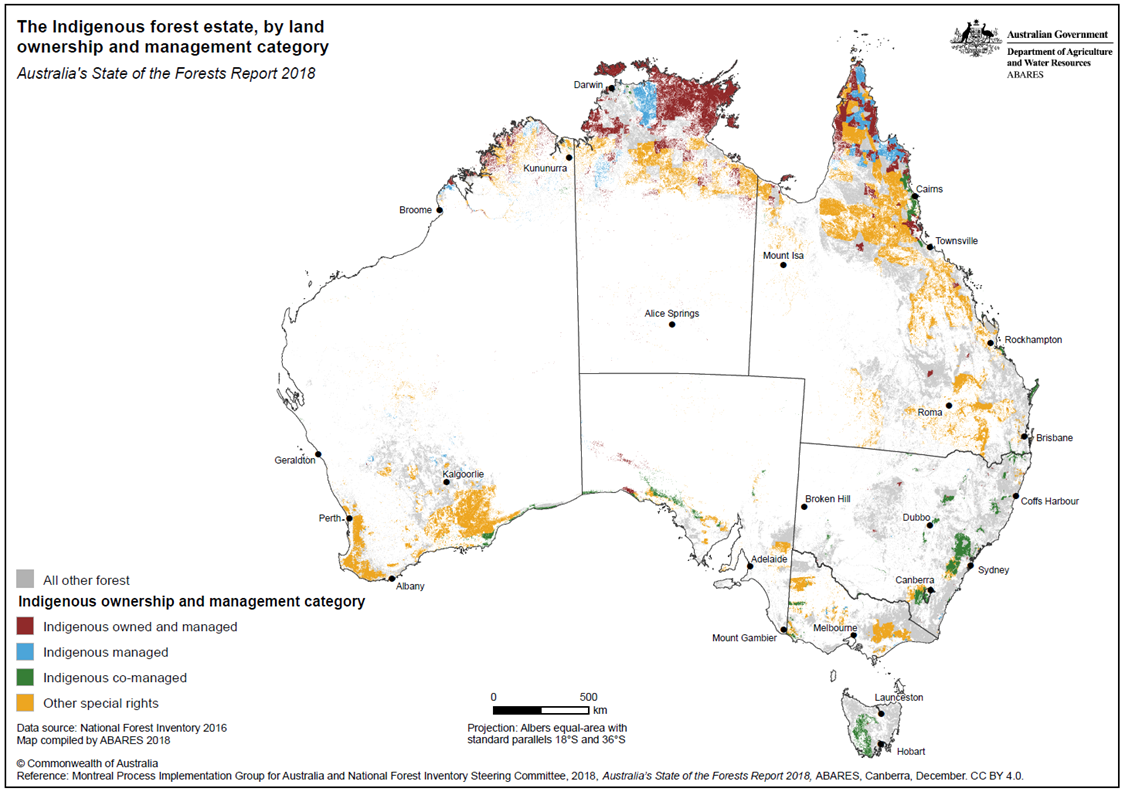 The Indigenous forest estate, by land
ownership and management category
Australia's State of the Forests Report 2018
Australian Government
Department of Agriculture
and Water Resources
ABARES
Darwin
Kununurra
Broome
Cairns
Townsville
Mount Isa
Alice Springs
Rockhampton
Roma
Brisbane
Geraldton
Kalgoorlie
Broken Hill
Coffs Harbour
Perth
Dubbo
Adelaide
Sydney
Canberra
Albany
Mount Gambier
Melbourne
Launceston
Hobart
All other forest
Indigenous ownership and management category
Indigenous owned and managed
Indigenous managed
Indigenous co-managed
Other special rights
0 500
km
Projection: Albers equal-area with
standard parallels 18°S and 36°S
Data source: National Forest Inventory 2016
Map compiled by ABARES 2018
© Commonwealth of Australia
Reference: Montreal Process Implementation Group for Australia and National Forest Inventory Steering Committee, 2018, Australia's State of the Forests Report 2018, ABARES, Canberra, December. CC BY 4.0.